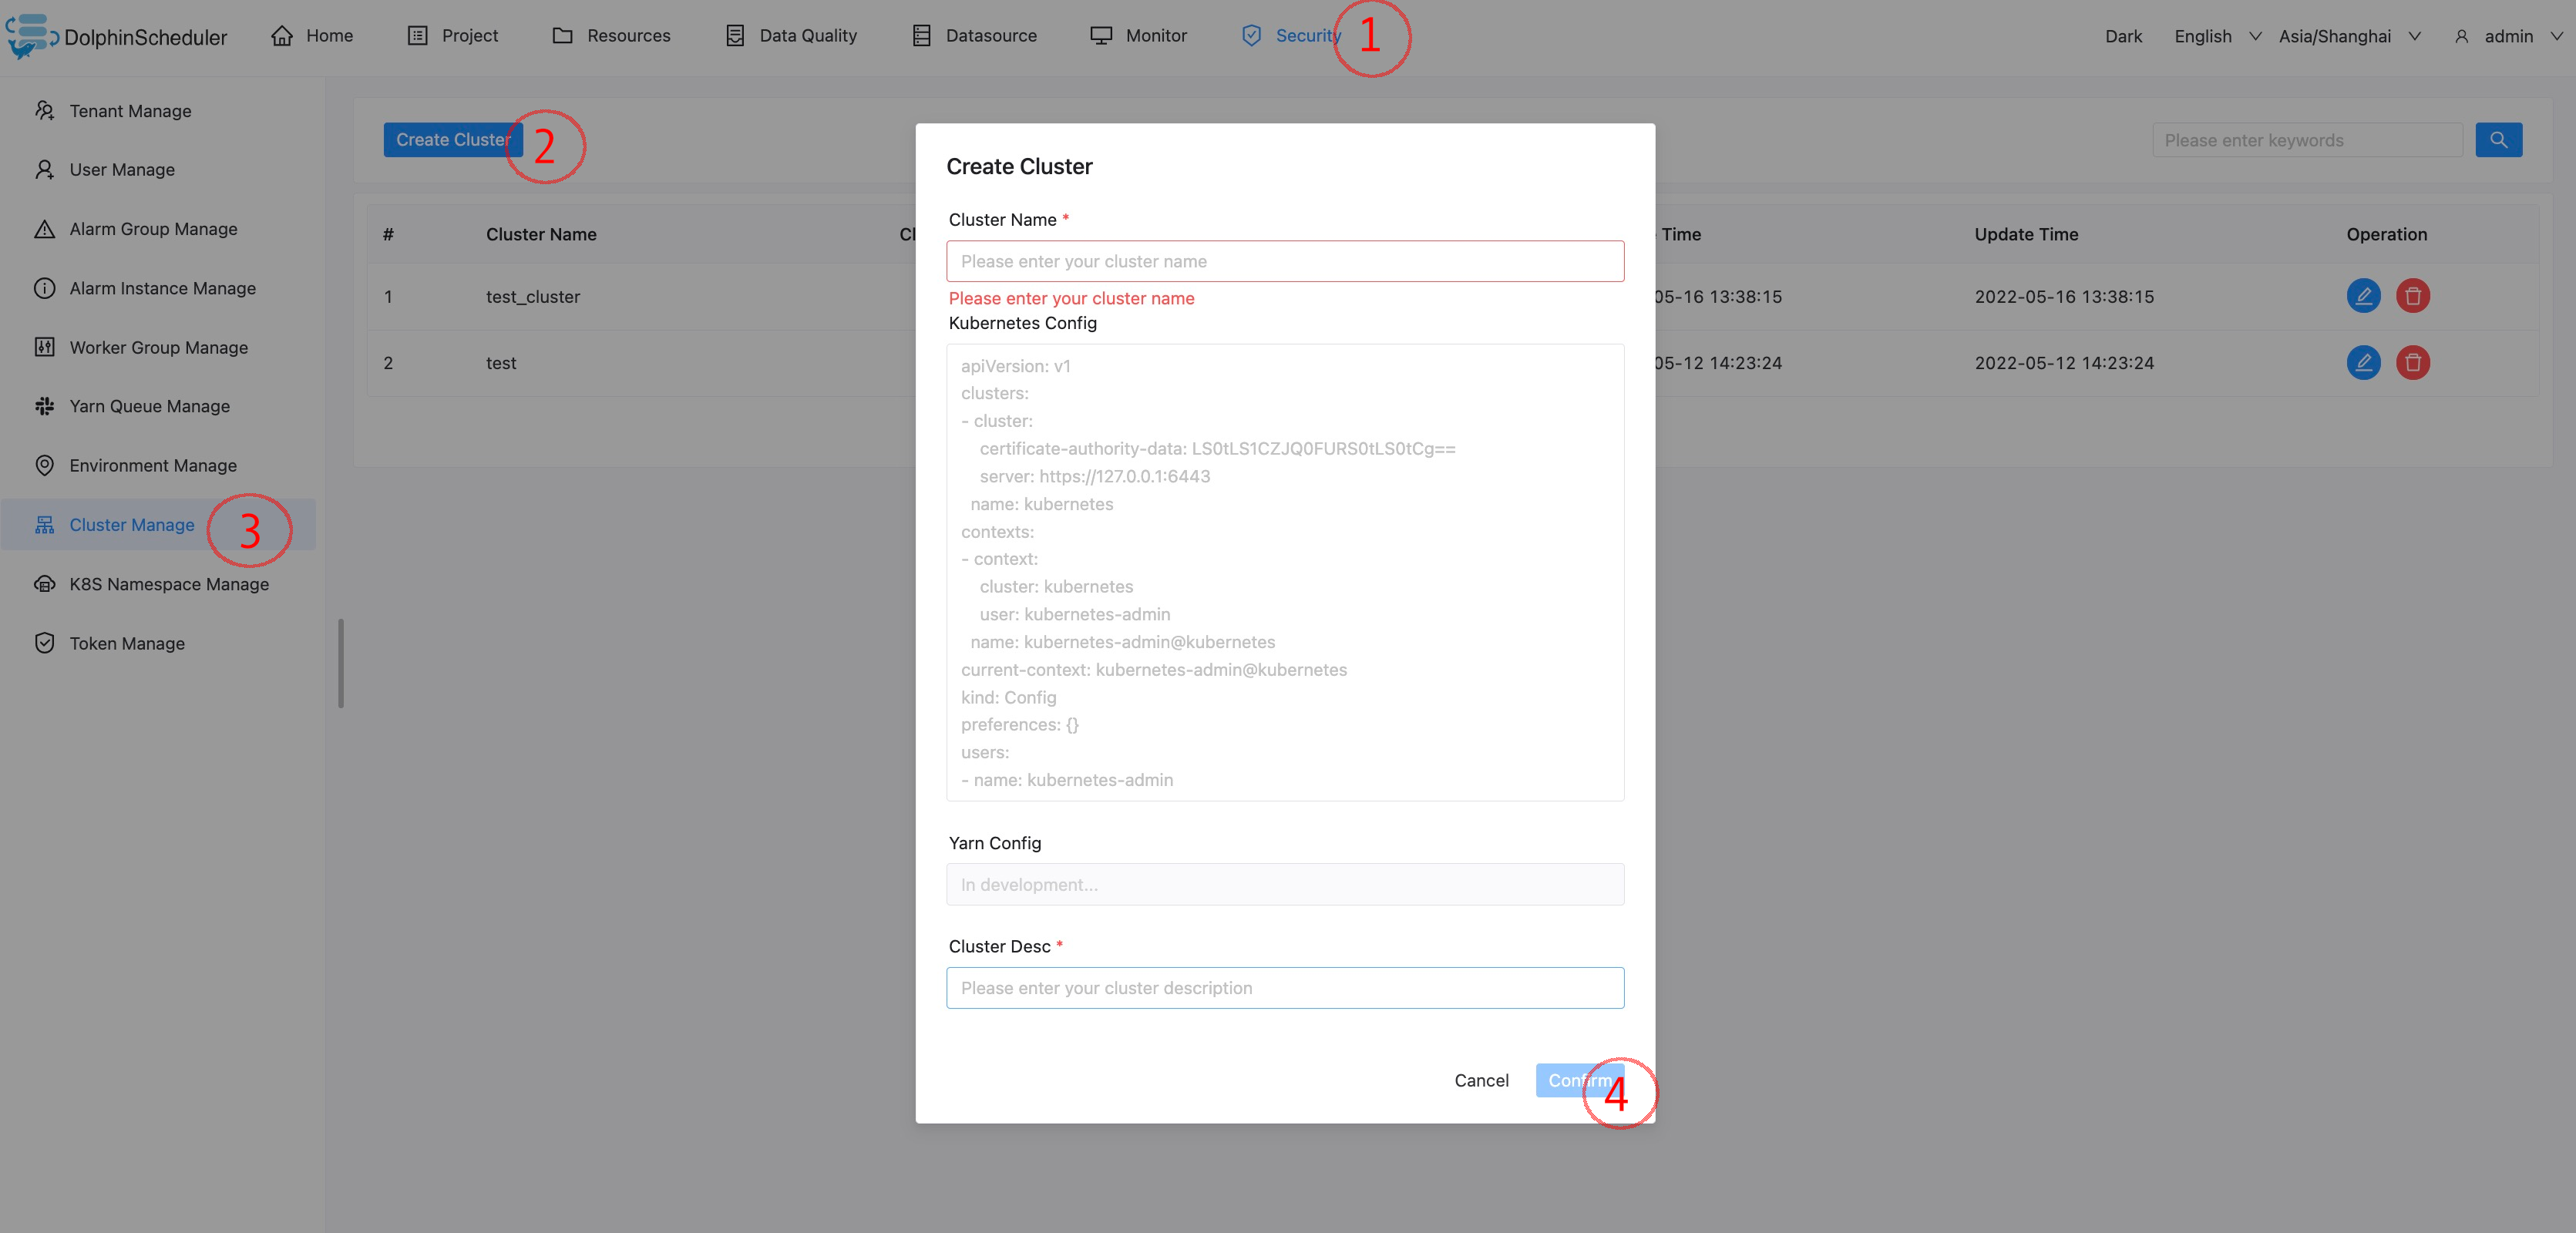 DolphinScheduler
Home
Project
Resources
Data Quality
Datasource
Monitor
Security
1
Dark
English
Asia/Shanghai
admin
Tenant Manage
User Manage
Alarm Group Manage
Alarm Instance Manage
Worker Group Manage
Yarn Queue Manage
Environment Manage
Cluster Manage
3
K8S Namespace Manage
Token Manage
Create Cluster
2
Please enter keywords
# Cluster Name Cl Time Update Time Operation
1 test_cluster 05-16 13:38:15 2022-05-16 13:38:15
2 test 05-12 14:23:24 2022-05-12 14:23:24
Create Cluster
Cluster Name *
Please enter your cluster name
Please enter your cluster name
Kubernetes Config
apiVersion: v1
clusters:
- cluster:
certificate-authority-data: LS0tLS1CZJQ0FURS0tLS0tCg==
server: https://127.0.0.1:6443
name: kubernetes
contexts:
- context:
cluster: kubernetes
user: kubernetes-admin
name: kubernetes-admin@kubernetes
current-context: kubernetes-admin@kubernetes
kind: Config
preferences: {}
users:
- name: kubernetes-admin
Yarn Config
In development...
Cluster Desc *
Please enter your cluster description
Cancel
Confirm
4